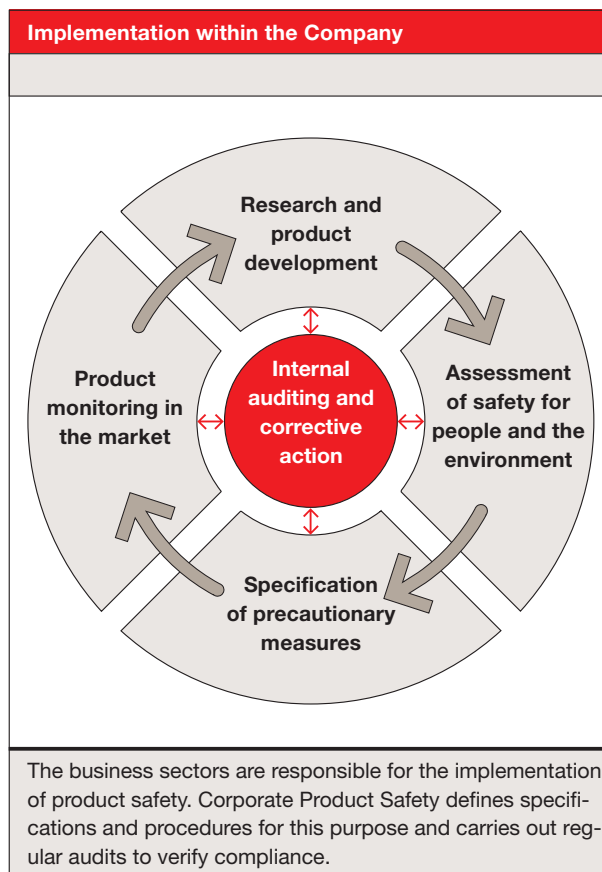 Implementation within the Company
Research and
product
development
Assessment
of safety for
people and the
environment
Specification
of precautionary
measures
Product
monitoring in
the market
Internal
auditing and
corrective
action
The business sectors are responsible for the implementation
of product safety. Corporate Product Safety defines specifi-
cations and procedures for this purpose and carries out reg-
ular audits to verify compliance.